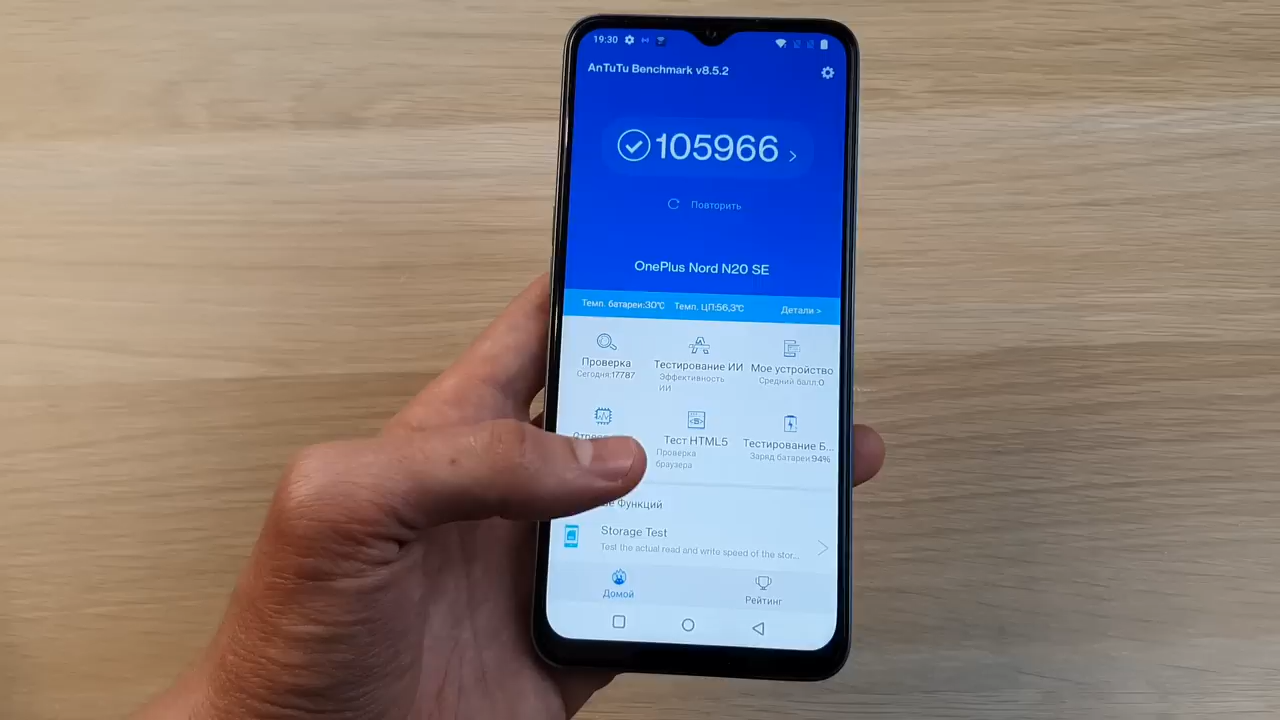 19:30
AnTuTu Benchmark v8.5.2
105966
Повторить
OnePlus Nord N20 SE
Темп. батареи:30℃ Темп. ЦП:56,3℃ Детали >
Проверка
Сегодня:17787
Тестирование ИИ
Эффективность
ИИ
Мое устройство
Средний балл:0
Тест HTML5
Проверка
браузера
Тестирование Б...
Заряд батареи:94%
Функций
Storage Test
Test the actual read and write speed of the stor...
Домой
Рейтинг